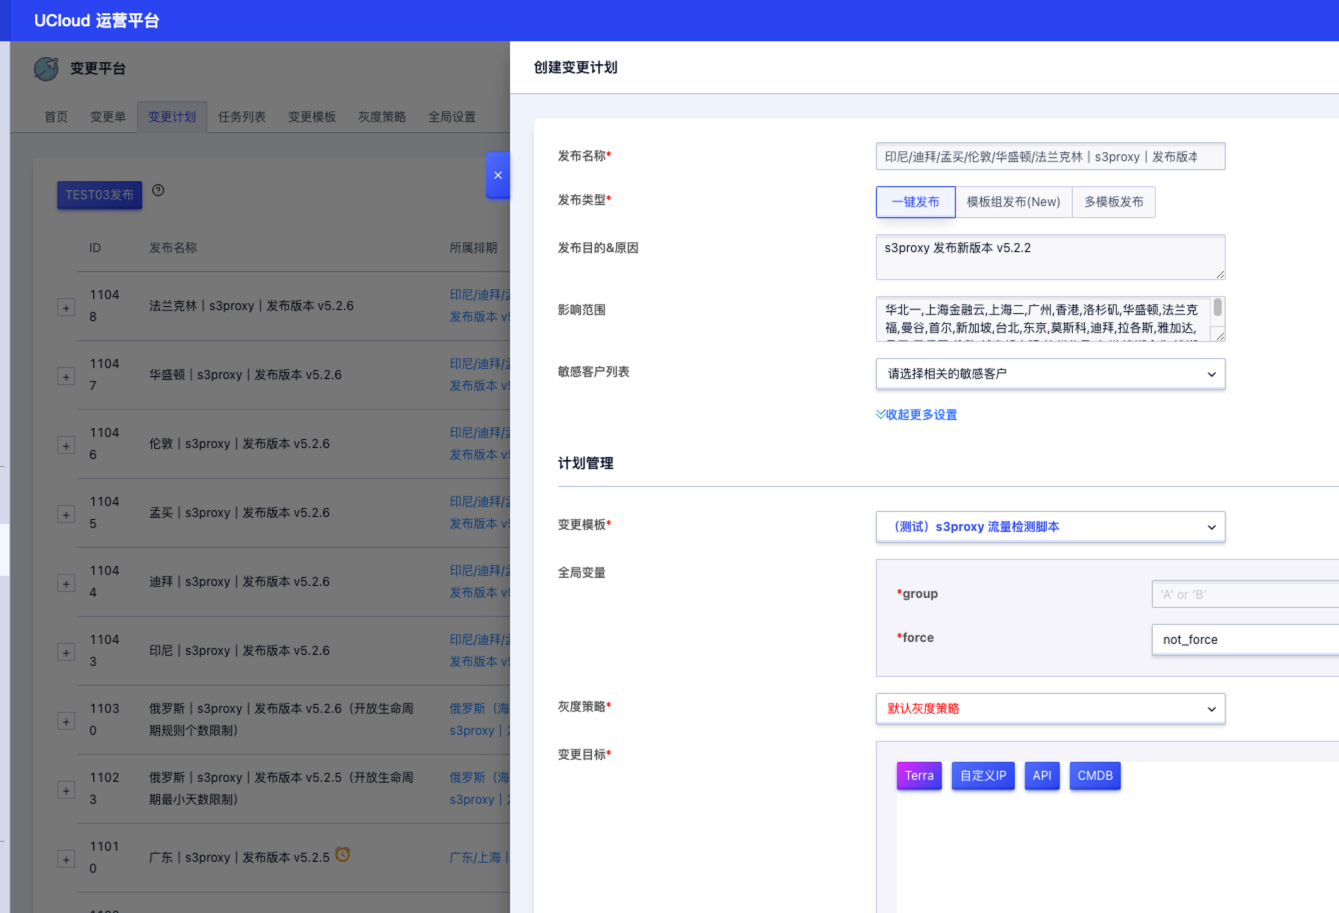 UCloud 运营平台
变更平台
首页 变更单 变更计划 任务列表 变更模板 灰度策略 全局设置
TEST03发布
ID 发布名称 所属排期
11048 法兰克林 | s3proxy | 发布版本 v5.2.6 印尼/迪拜/
发布版本
11047 华盛顿 | s3proxy | 发布版本 v5.2.6 印尼/迪拜/
发布版本
11046 伦敦 | s3proxy | 发布版本 v5.2.6 印尼/迪拜/
发布版本
11045 孟买 | s3proxy | 发布版本 v5.2.6 印尼/迪拜/
发布版本
11044 迪拜 | s3proxy | 发布版本 v5.2.6 印尼/迪拜/
发布版本
11043 印尼 | s3proxy | 发布版本 v5.2.6 印尼/迪拜/
发布版本
11030 俄罗斯 | s3proxy | 发布版本 v5.2.6（开放生命周 俄罗斯（海
期规则个数限制） s3proxy |
11023 俄罗斯 | s3proxy | 发布版本 v5.2.5（开放生命周 俄罗斯（海
期最小天数限制） s3proxy |
11010 广东 | s3proxy | 发布版本 v5.2.5 广东/上海 |
创建变更计划
×
发布名称* 印尼/迪拜/孟买/伦敦/华盛顿/法兰克林 | s3proxy | 发布版本
发布类型* 一键发布 模板组发布(New) 多模板发布
发布目的&原因 s3proxy 发布新版本 v5.2.2
影响范围 华北一,上海金融云,上海二,广州,香港,洛杉矶,华盛顿,法兰克
福,曼谷,首尔,新加坡,台北,东京,莫斯科,迪拜,拉各斯,雅加达,
敏感客户列表 请选择相关的敏感客户
收起更多设置
计划管理
变更模板* （测试）s3proxy 流量检测脚本
全局变量
*group 'A' or 'B'
*force not_force
灰度策略* 默认灰度策略
变更目标*
Terra 自定义IP API CMDB